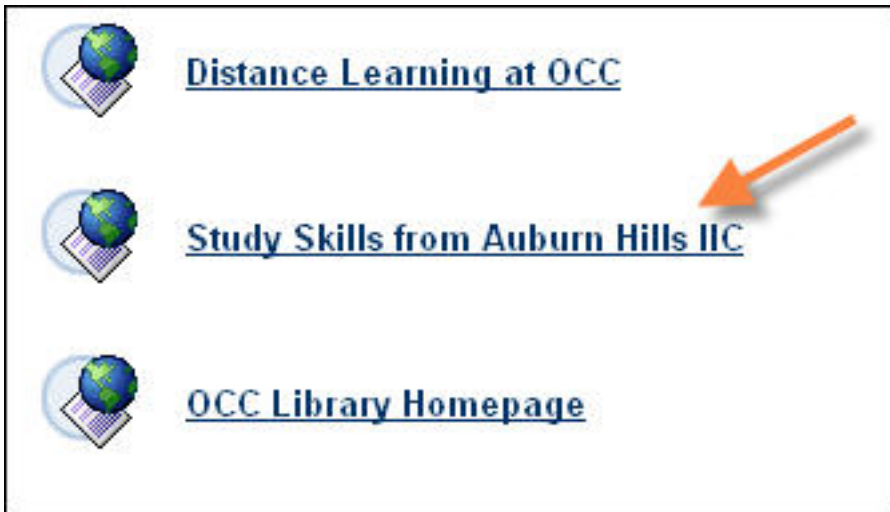 Distance Learning at OCC
Study Skills from Auburn Hills IIC
OCC Library Homepage